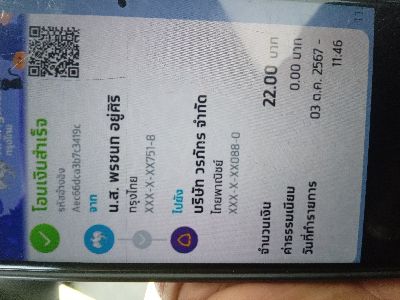 กรุงไทย
โอนเงินสำเร็จ
รหัสอ้างอิง
Aec66dca3b7c3419c
จาก
น.ส. พรชนก อยู่ศิริ
กรุงไทย
XXX-X-XX751-8
ไปยัง
บริษัท วรภัทร จำกัด
ไทยพาณิชย์
XXX-X-XX088-0
จำนวนเงิน 22.00 บาท
ค่าธรรมเนียม 0.00 บาท
วันที่ทำรายการ 03 ต.ค. 2567 -
11:46